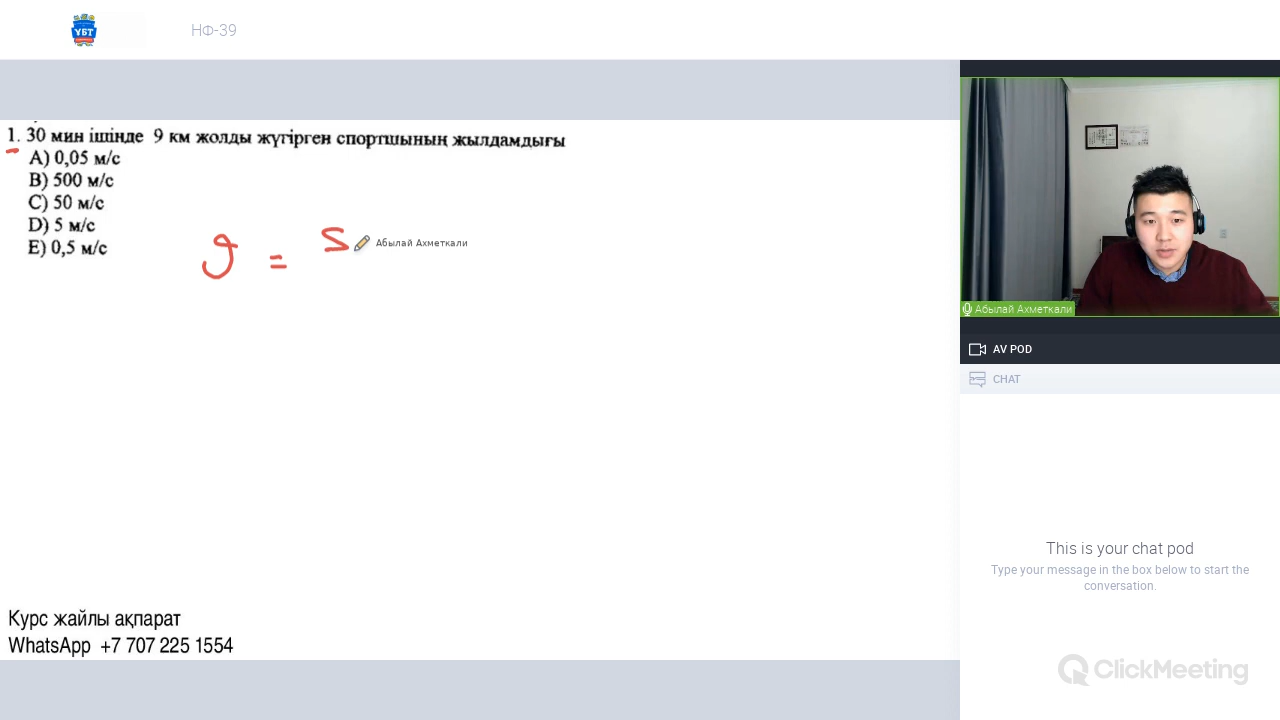 ҰБТ
НФ-39
1. 30 мин ішінде 9 км жолды жүгірген спортшының жылдамдығы
A) 0,05 м/с
B) 500 м/с
C) 50 м/с
D) 5 м/с
E) 0,5 м/с
ϑ = S
Абылай Ахметкали
Курс жайлы ақпарат
WhatsApp +7 707 225 1554
Абылай Ахметкали
AV POD
CHAT
This is your chat pod
Type your message in the box below to start the
conversation.
ClickMeeting